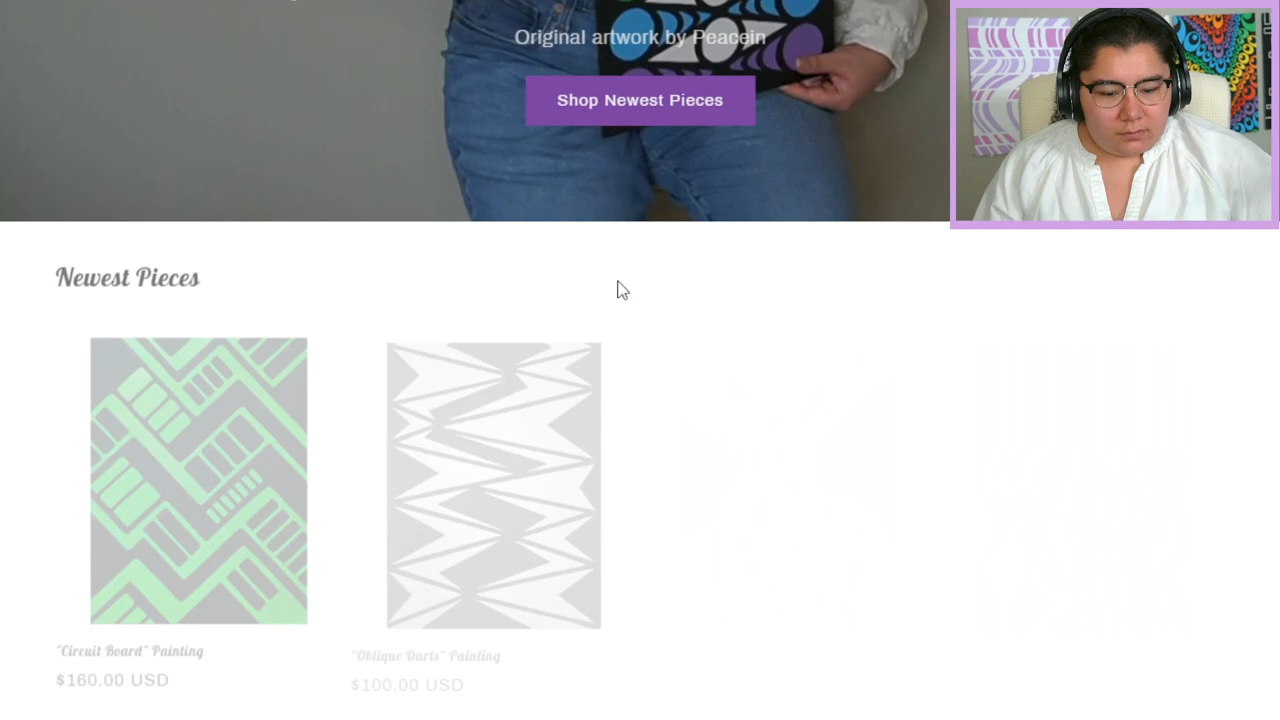 Original artwork by Peacein
Shop Newest Pieces
Newest Pieces
"Circuit Board" Painting
$160.00 USD
"Oblique Darts" Painting
$100.00 USD